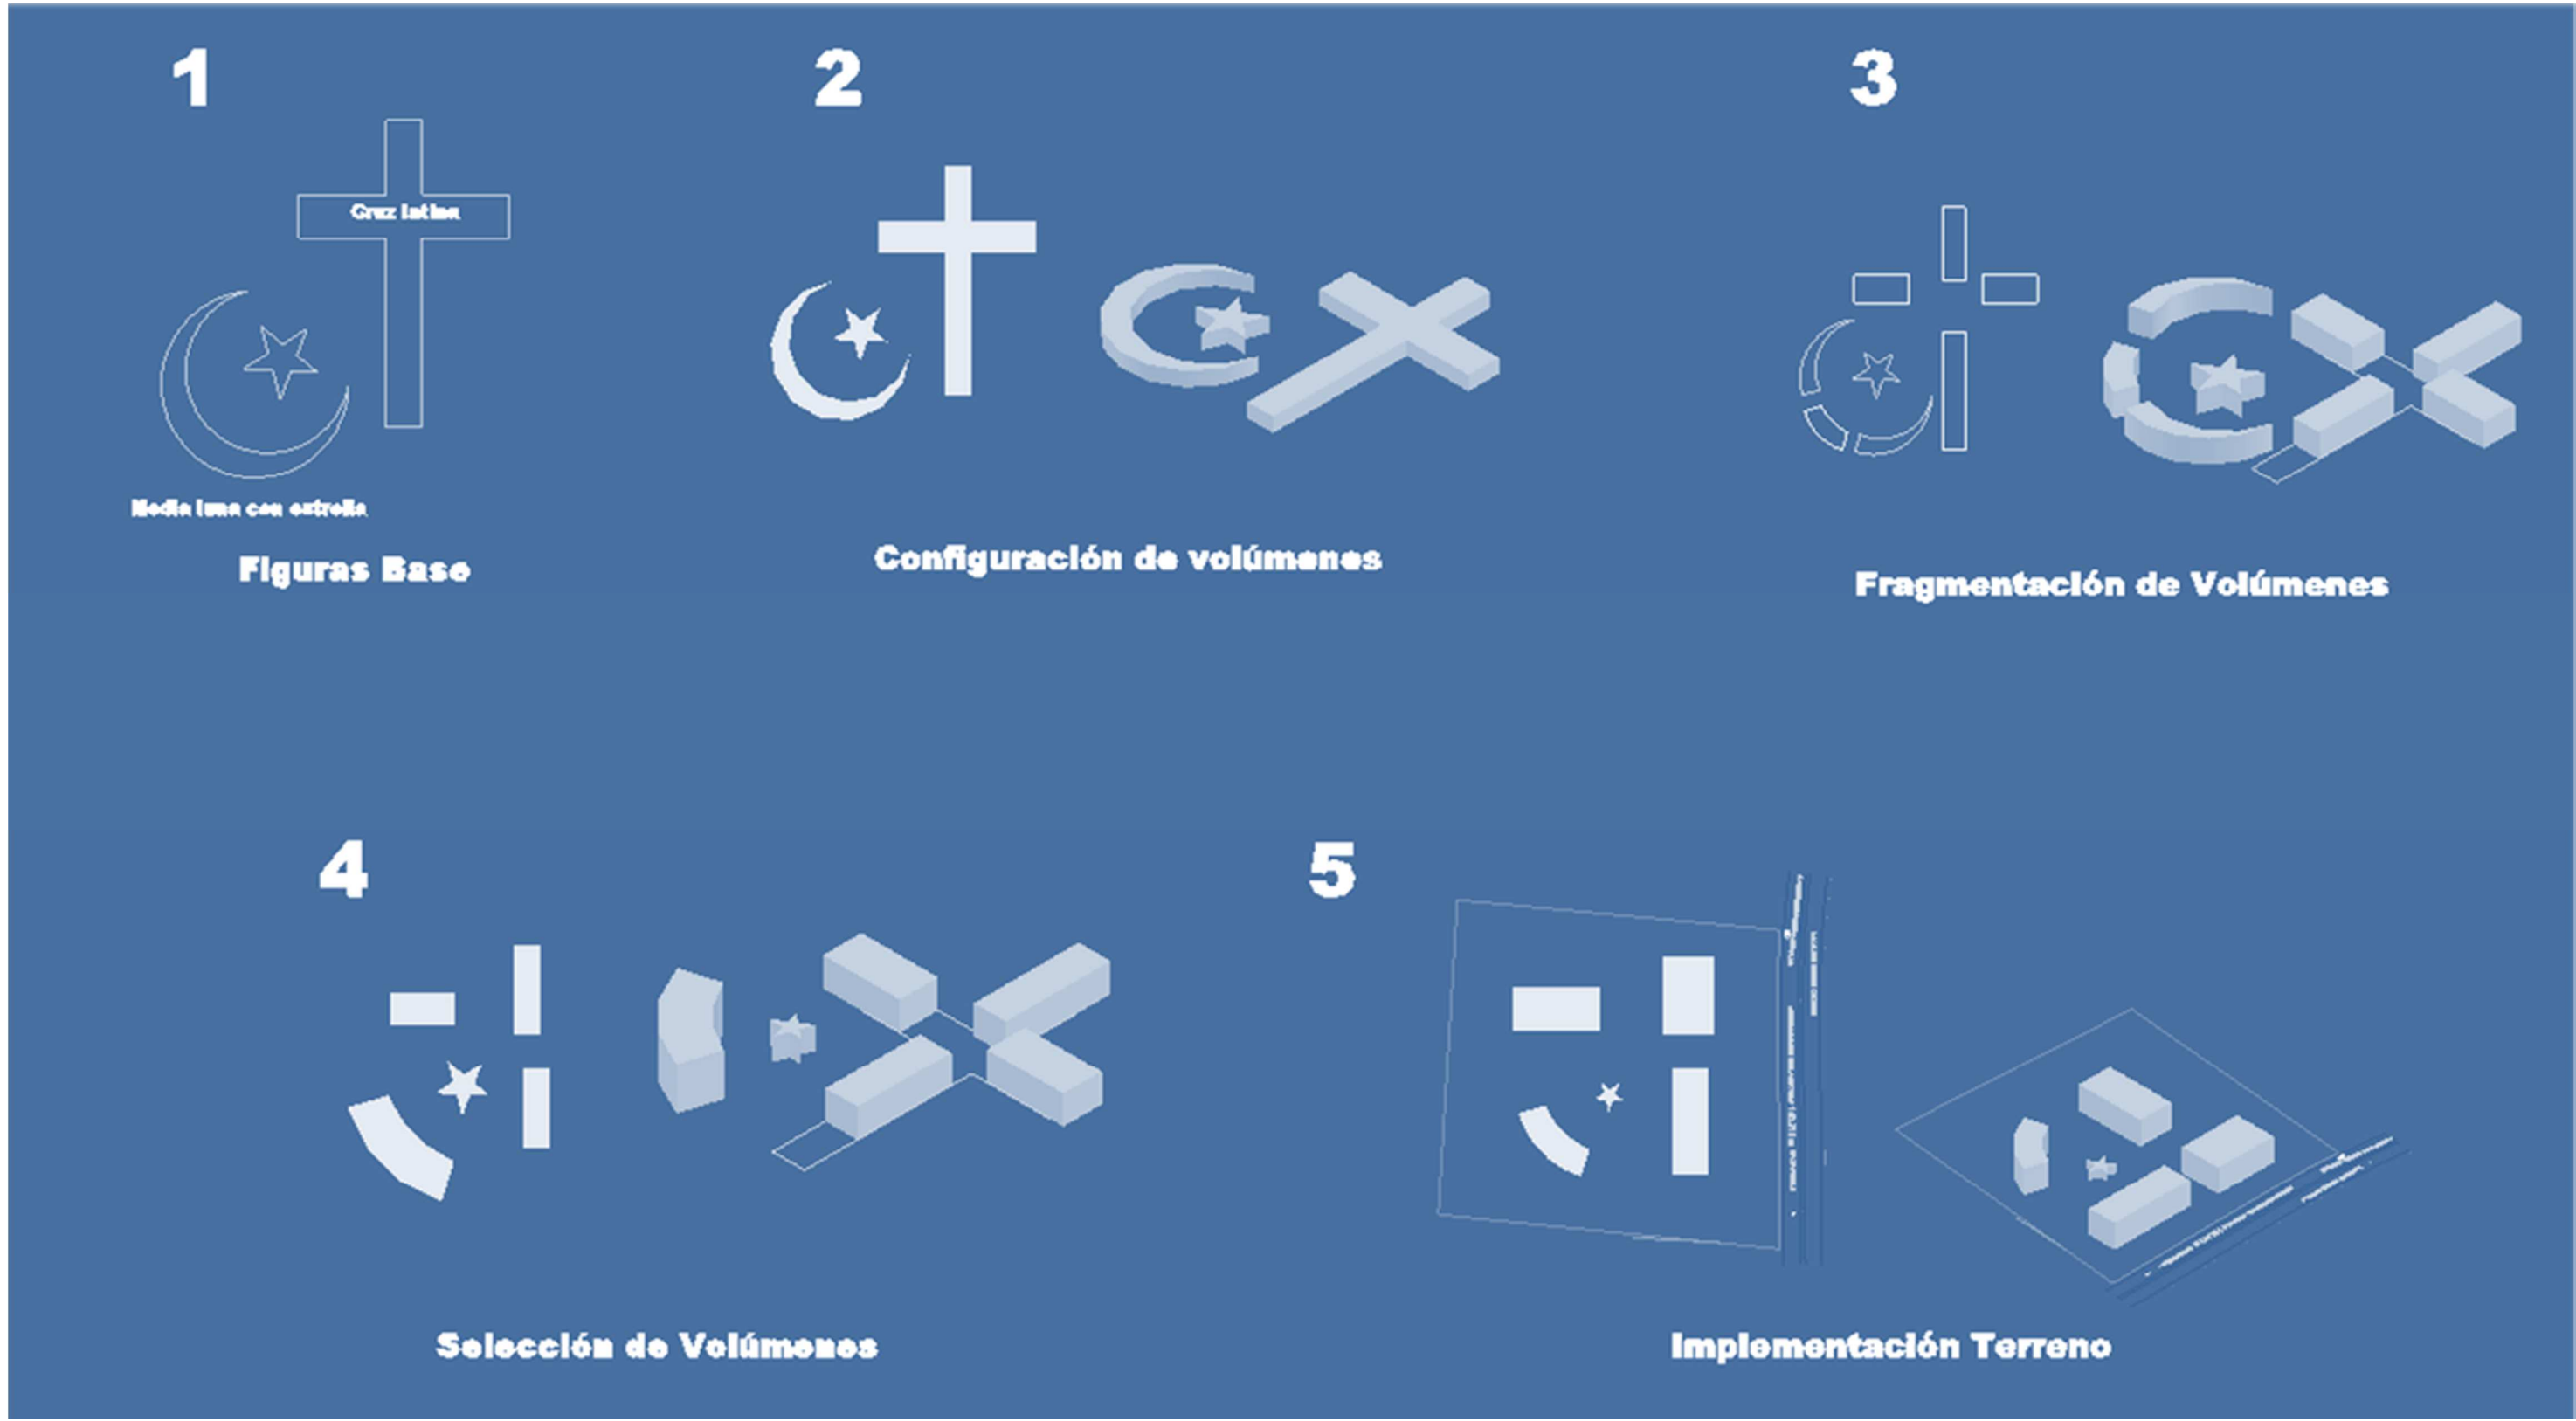 1
2
3
Cruz latina
Media luna con estrella
Figuras Base
Configuración de volúmenes
Fragmentación de Volúmenes
4
5
Selección de Volúmenes
Implementación Terreno